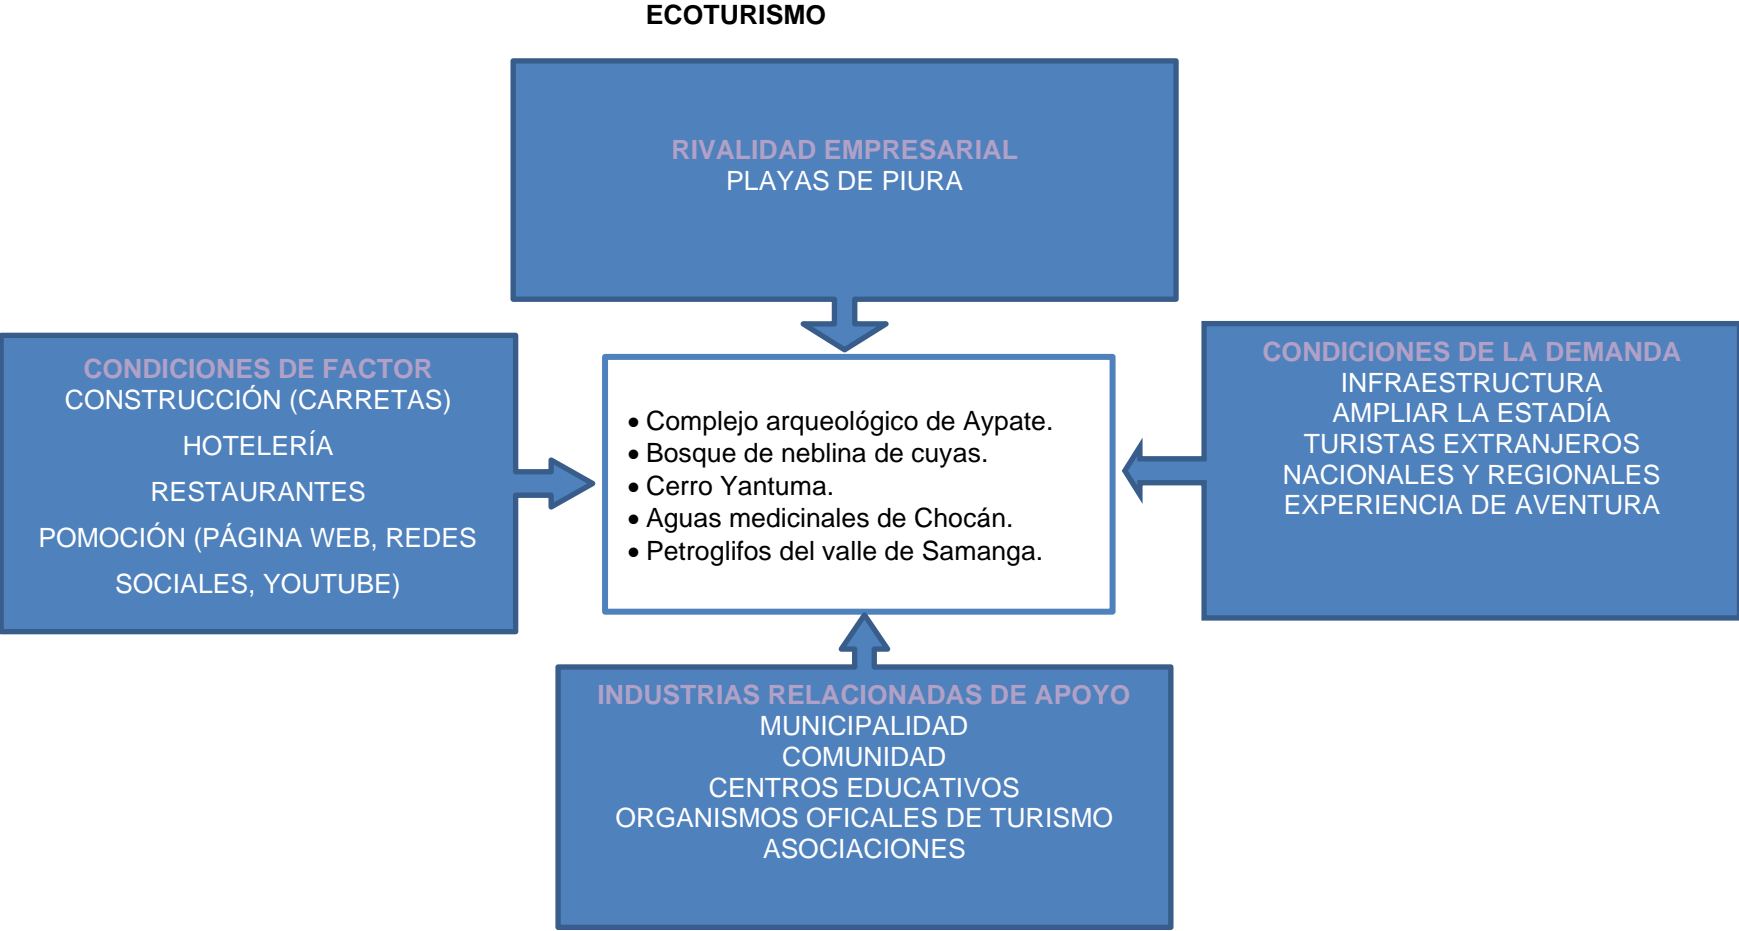 ECOTURISMO
RIVALIDAD EMPRESARIAL
PLAYAS DE PIURA
CONDICIONES DE FACTOR
CONSTRUCCIÓN (CARRETAS)
HOTELERÍA
RESTAURANTES
POMOCIÓN (PÁGINA WEB, REDES
SOCIALES, YOUTUBE)
• Complejo arqueológico de Aypate.
• Bosque de neblina de cuyas.
• Cerro Yantuma.
• Aguas medicinales de Chocán.
• Petroglifos del valle de Samanga.
CONDICIONES DE LA DEMANDA
INFRAESTRUCTURA
AMPLIAR LA ESTADÍA
TURISTAS EXTRANJEROS
NACIONALES Y REGIONALES
EXPERIENCIA DE AVENTURA
INDUSTRIAS RELACIONADAS DE APOYO
MUNICIPALIDAD
COMUNIDAD
CENTROS EDUCATIVOS
ORGANISMOS OFICALES DE TURISMO
ASOCIACIONES